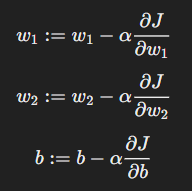 w₁ := w₁ − α ∂J/∂w₁
w₂ := w₂ − α ∂J/∂w₂
b := b − α ∂J/∂b